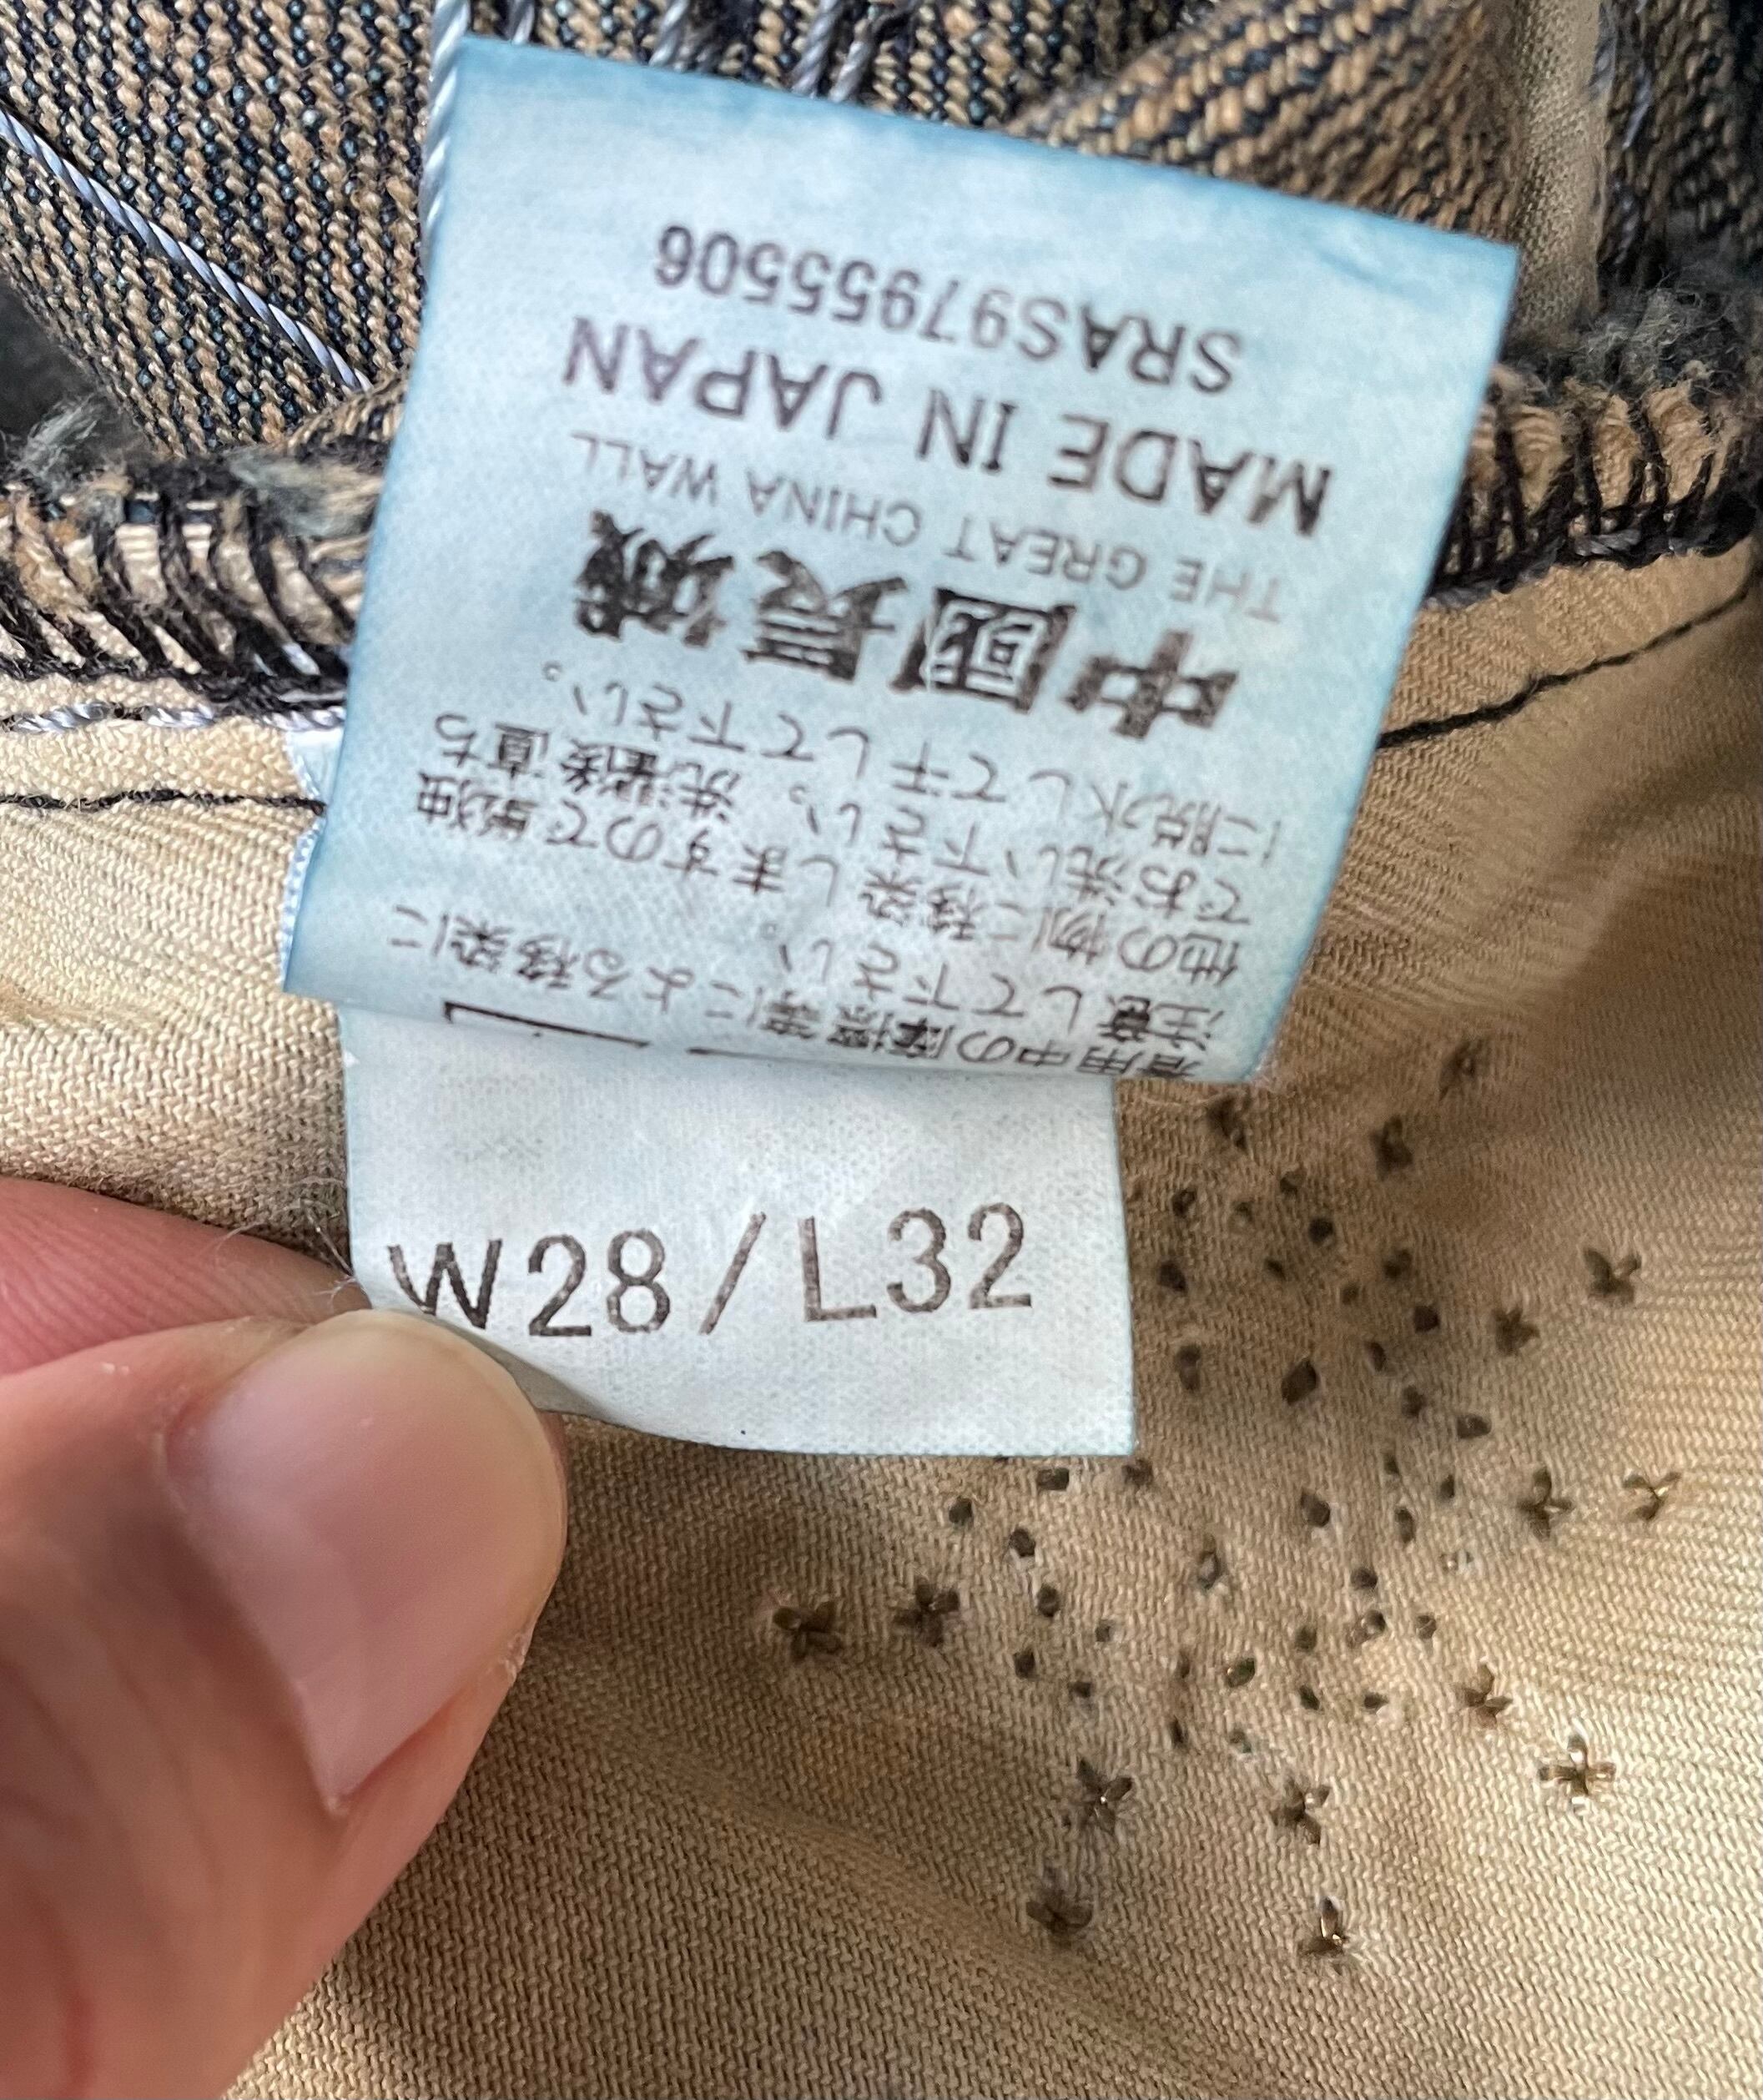 着用中の摩擦等による移染に
注意して下さい。
他の物に移染しますので単独
でお洗い下さい。洗濯後直ち
に脱水して干して下さい。
中國長城
THE GREAT CHINA WALL
MADE IN JAPAN
SRAS97955506
W28/L32